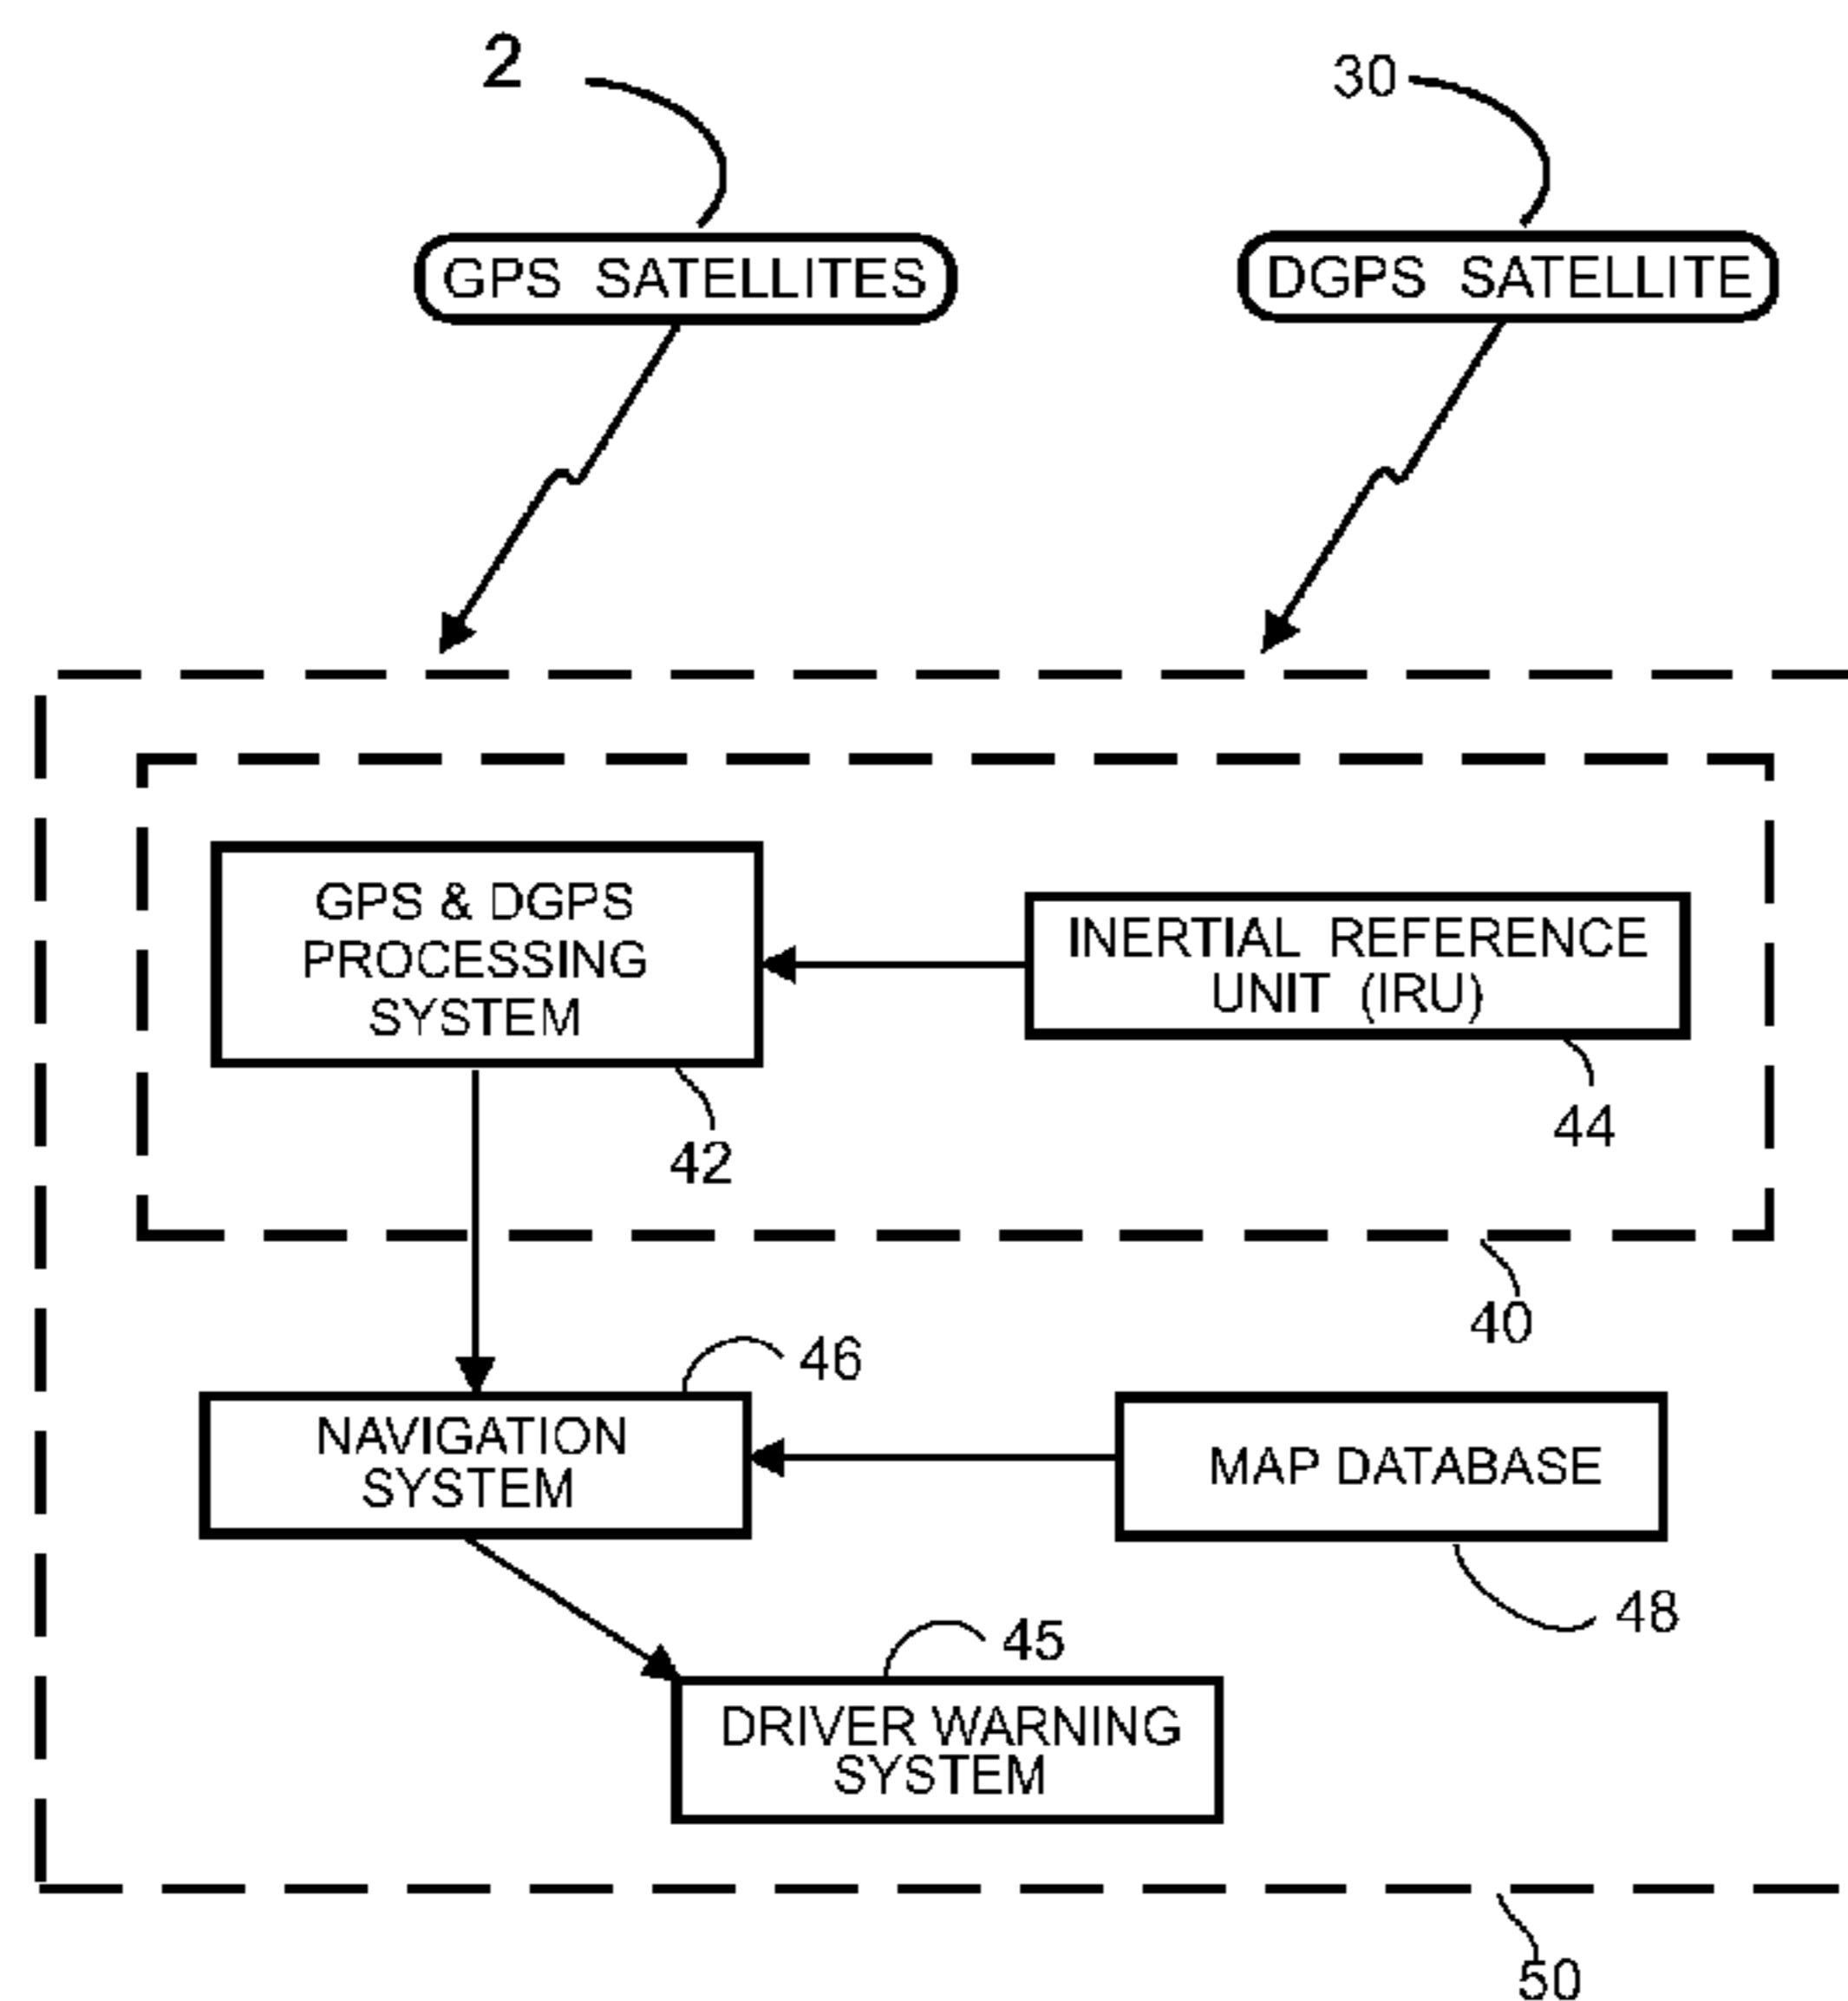 2
30
GPS SATELLITES
DGPS SATELLITE
GPS & DGPS
PROCESSING
SYSTEM
INERTIAL REFERENCE
UNIT (IRU)
44
42
40
46
NAVIGATION
SYSTEM
MAP DATABASE
48
45
DRIVER WARNING
SYSTEM
50